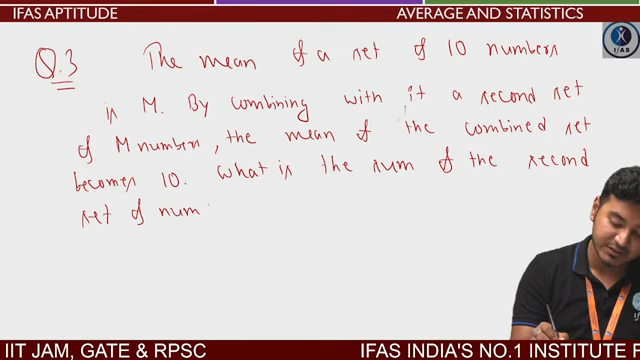 IFAS APTITUDE AVERAGE AND STATISTICS
IFAS
Q.3 The mean of a set of 10 numbers
is M. By combining with it a second set
of M numbers, the mean of the combined set
becomes 10. What is the sum of the second
set of num
IIT JAM, GATE & RPSC IFAS INDIA'S NO.1 INSTITUTE F